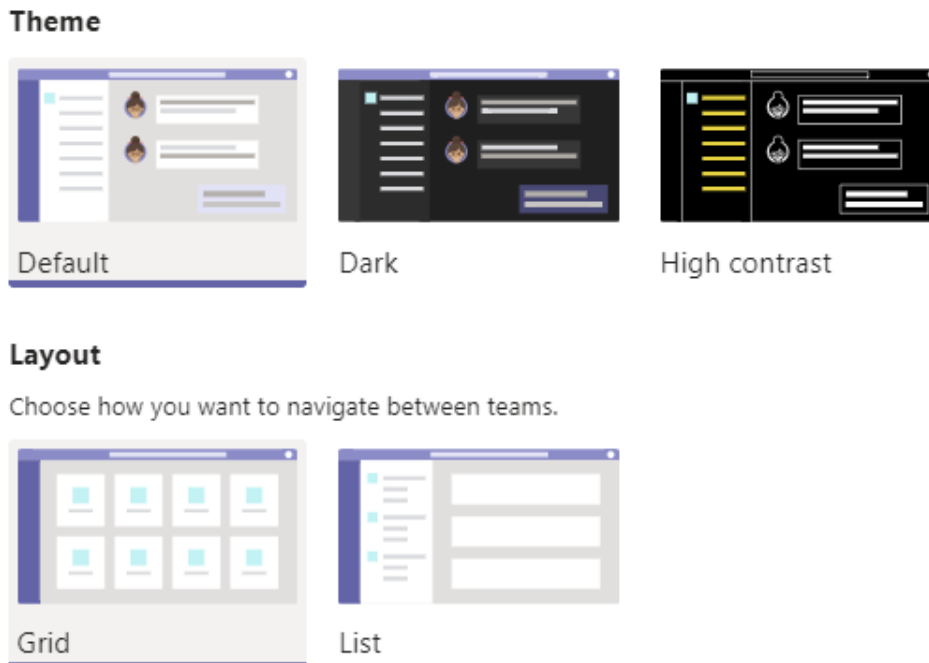 Theme
Default
Dark
High contrast
Layout
Choose how you want to navigate between teams.
Grid
List